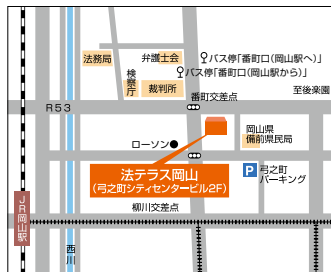 弁護士会
バス停「番町口(岡山駅へ)」
法務局
バス停「番町口(岡山駅から)」
検察庁
裁判所
番町交差点
至後楽園
R53
岡山県
備前県民局
ローソン
法テラス岡山
(弓之町シティセンタービル2F)
P
弓之町
パーキング
柳川交差点
JR岡山駅
西川